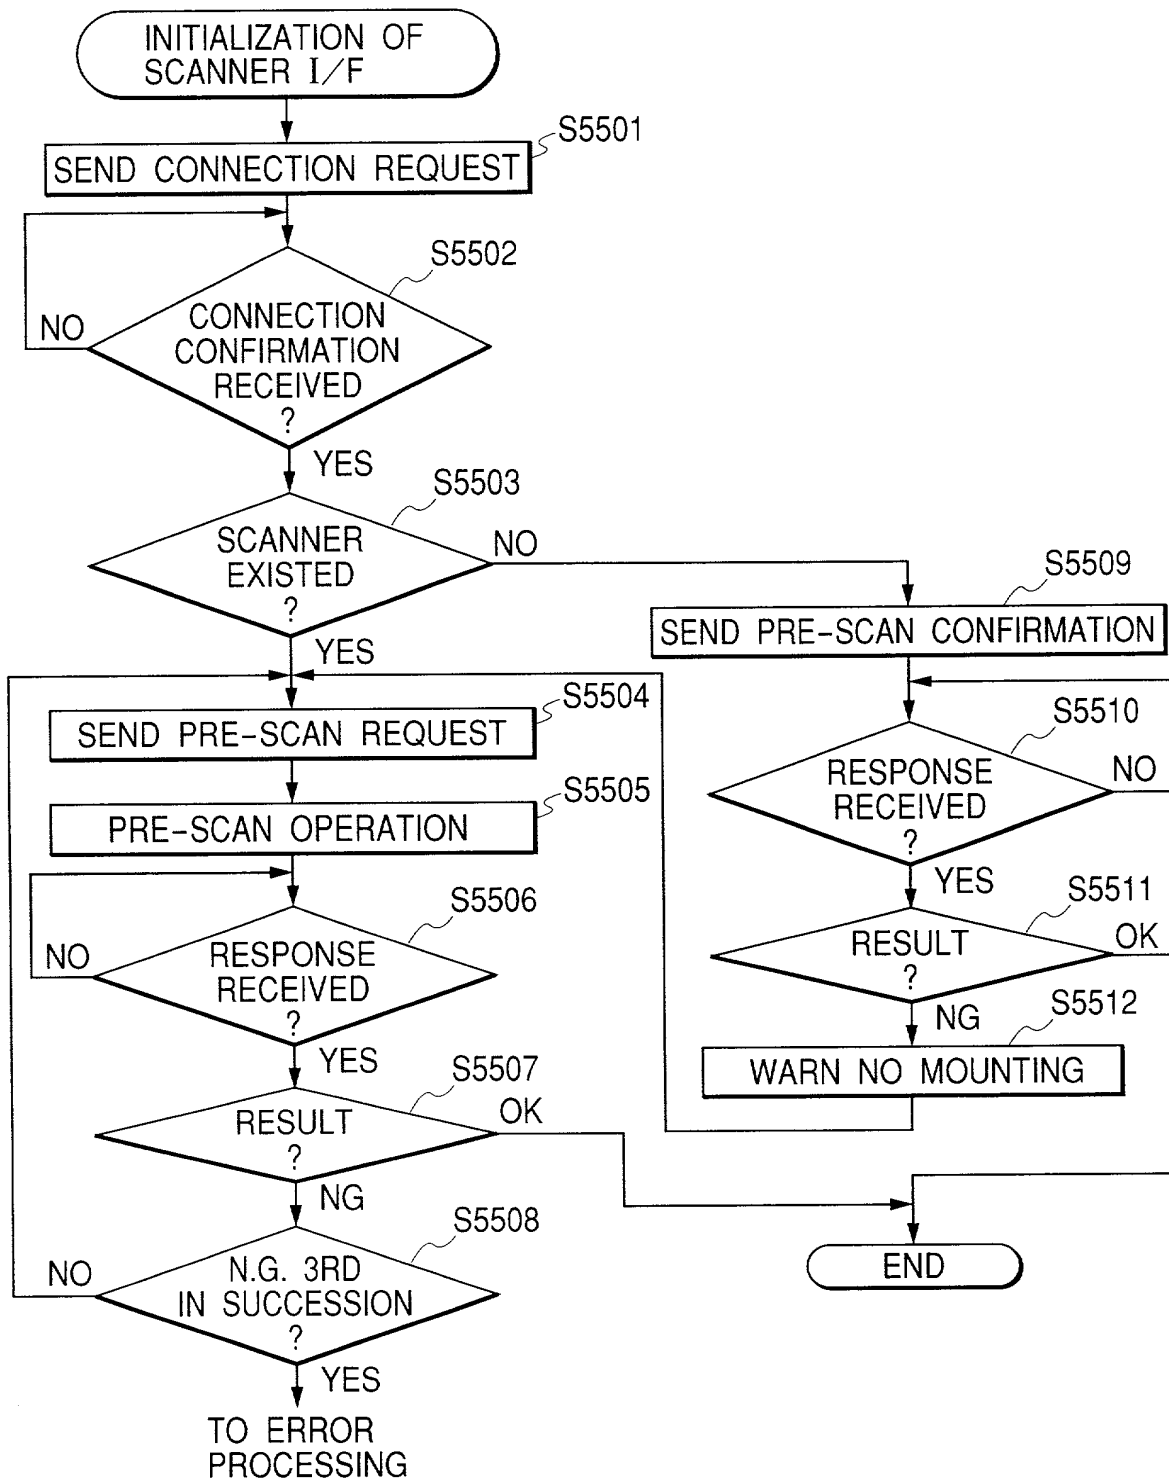 INITIALIZATION OF
SCANNER I/F
S5501
SEND CONNECTION REQUEST
S5502
CONNECTION
CONFIRMATION
RECEIVED
?
NO
YES
S5503
SCANNER
EXISTED
?
NO
YES
S5504
SEND PRE-SCAN REQUEST
S5505
PRE-SCAN OPERATION
S5506
RESPONSE
RECEIVED
?
NO
YES
S5507
RESULT
?
OK
NG
S5508
N.G. 3RD
IN SUCCESSION
?
NO
YES
TO ERROR
PROCESSING
S5509
SEND PRE-SCAN CONFIRMATION
S5510
RESPONSE
RECEIVED
?
NO
YES
S5511
RESULT
?
OK
NG
S5512
WARN NO MOUNTING
END